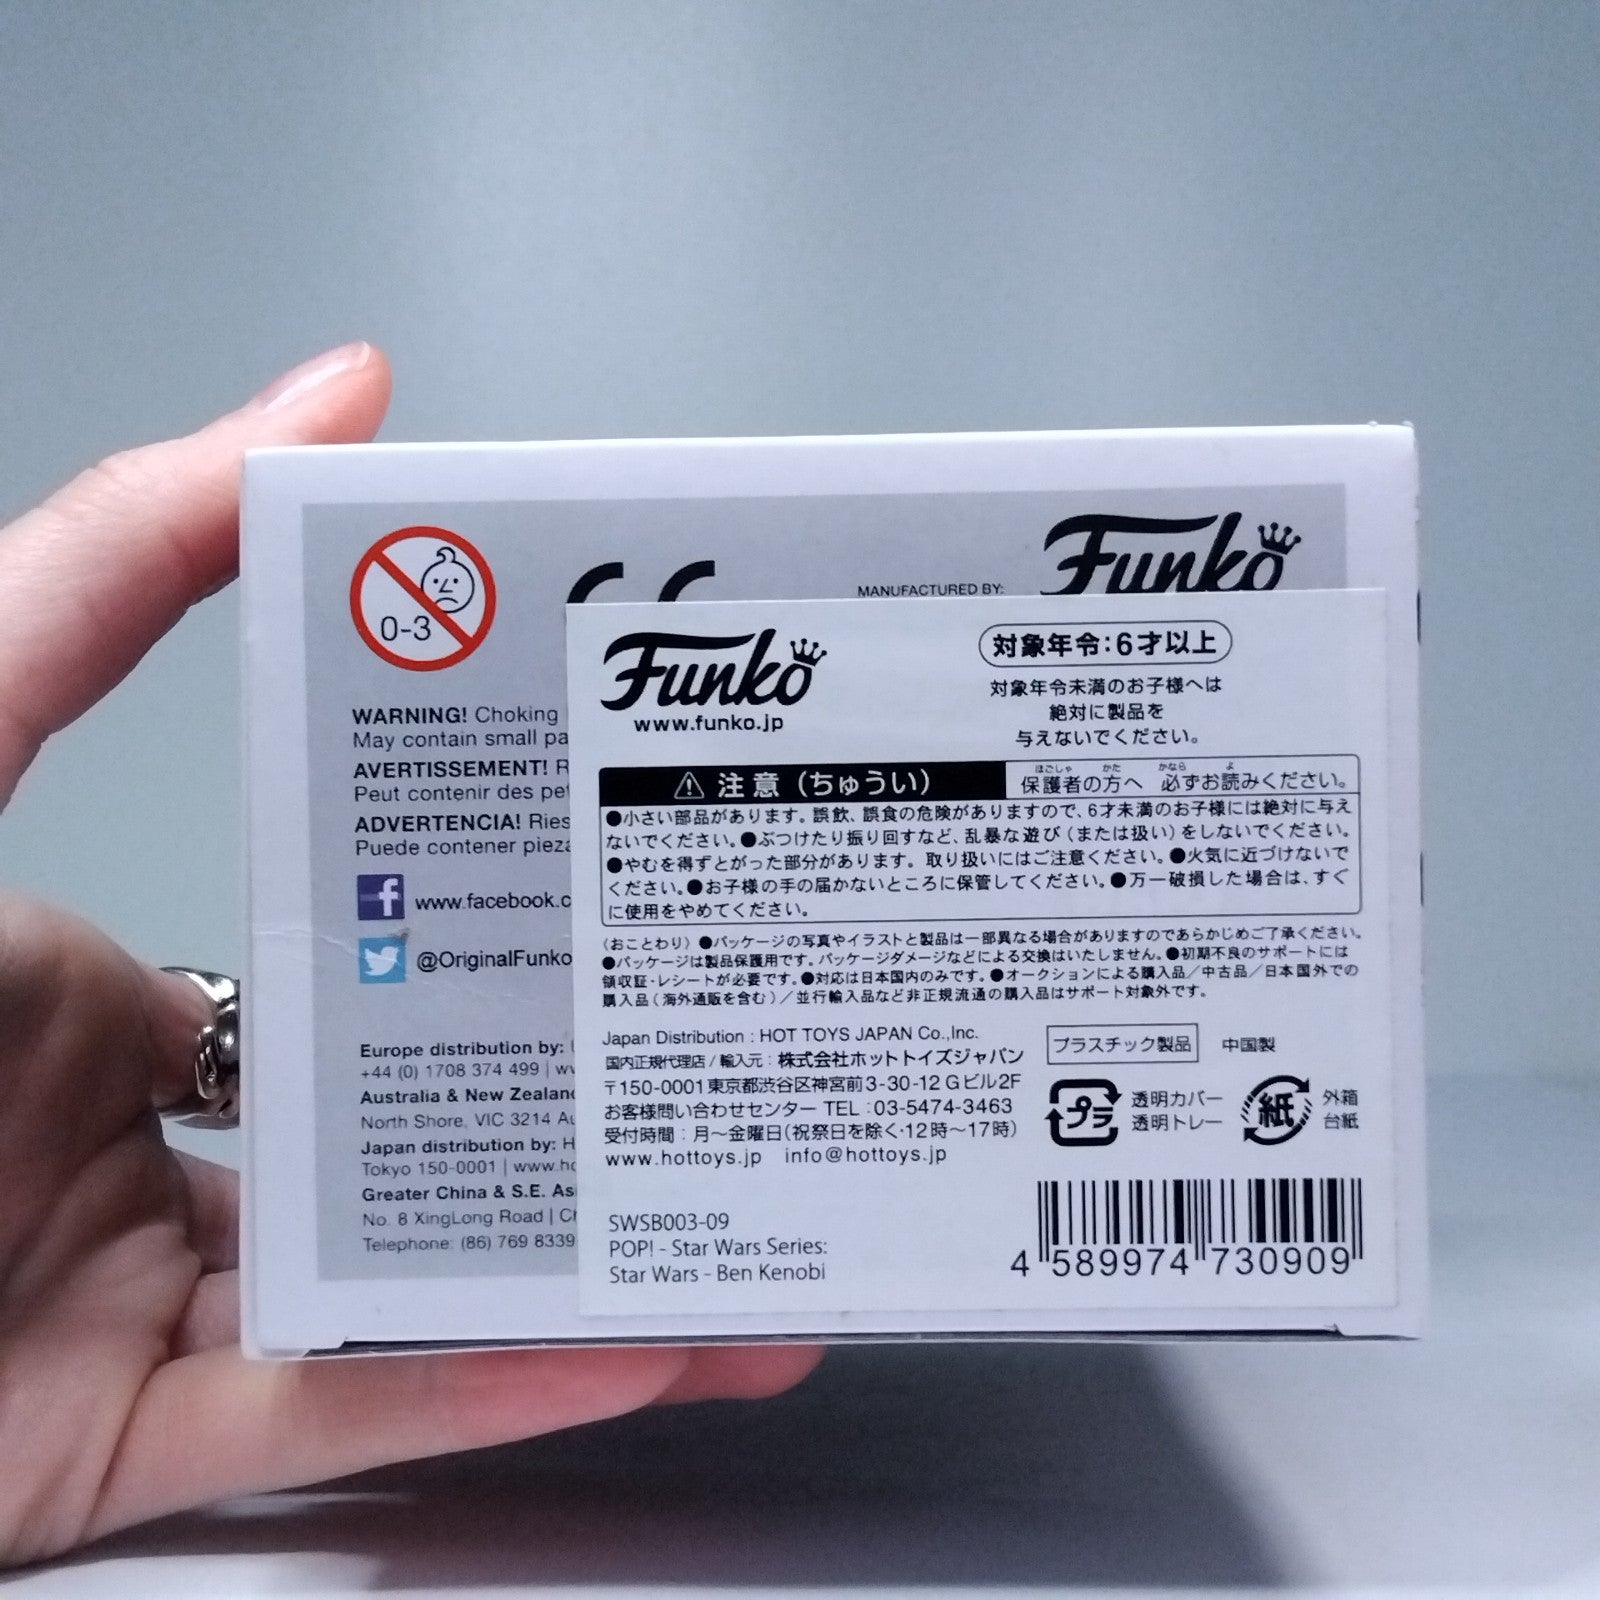 0-3
MANUFACTURED BY:
Funko
WARNING! Choking
May contain small pa
AVERTISSEMENT! R
Peut contenir des pet
ADVERTENCIA! Ries
Puede contener pieza
www.facebook.c
@OriginalFunko
Europe distribution by:
+44 (0) 1708 374 499 | ww
Australia & New Zealand
North Shore, VIC 3214 Au
Japan distribution by: H
Tokyo 150-0001 | www.ho
Greater China & S.E. Asi
No. 8 XingLong Road | Ch
Telephone: (86) 769 8339
Funko
www.funko.jp
対象年令:6才以上
対象年令未満のお子様へは
絶対に製品を
与えないでください。
注意(ちゅうい)
ほごしゃ かた かなら よ
保護者の方へ 必ずお読みください。
●小さい部品があります。誤飲、誤食の危険がありますので、6才未満のお子様には絶対に与え
ないでください。●ぶつけたり振り回すなど、乱暴な遊び(または扱い)をしないでください。
●やむを得ずとがった部分があります。取り扱いにはご注意ください。●火気に近づけないで
ください。●お子様の手の届かないところに保管してください。●万一破損した場合は、すぐ
に使用をやめてください。
(おことわり)●パッケージの写真やイラストと製品は一部異なる場合がありますのであらかじめご了承ください。
●パッケージは製品保護用です。パッケージダメージなどによる交換はいたしません。●初期不良のサポートには
領収証・レシートが必要です。●対応は日本国内のみです。●オークションによる購入品/中古品/日本国外での
購入品(海外通販を含む)/並行輸入品など非正規流通の購入品はサポート対象外です。
Japan Distribution : HOT TOYS JAPAN Co.,Inc.
国内正規代理店/輸入元:株式会社ホットトイズジャパン
〒150-0001 東京都渋谷区神宮前3-30-12 Gビル2F
お客様問い合わせセンター TEL:03-5474-3463
受付時間:月〜金曜日(祝祭日を除く・12時〜17時)
www.hottoys.jp info@hottoys.jp
プラスチック製品 中国製
プラ
透明カバー
透明トレー
紙
外箱
台紙
SWSB003-09
POP! - Star Wars Series:
Star Wars - Ben Kenobi
4 589974 730909